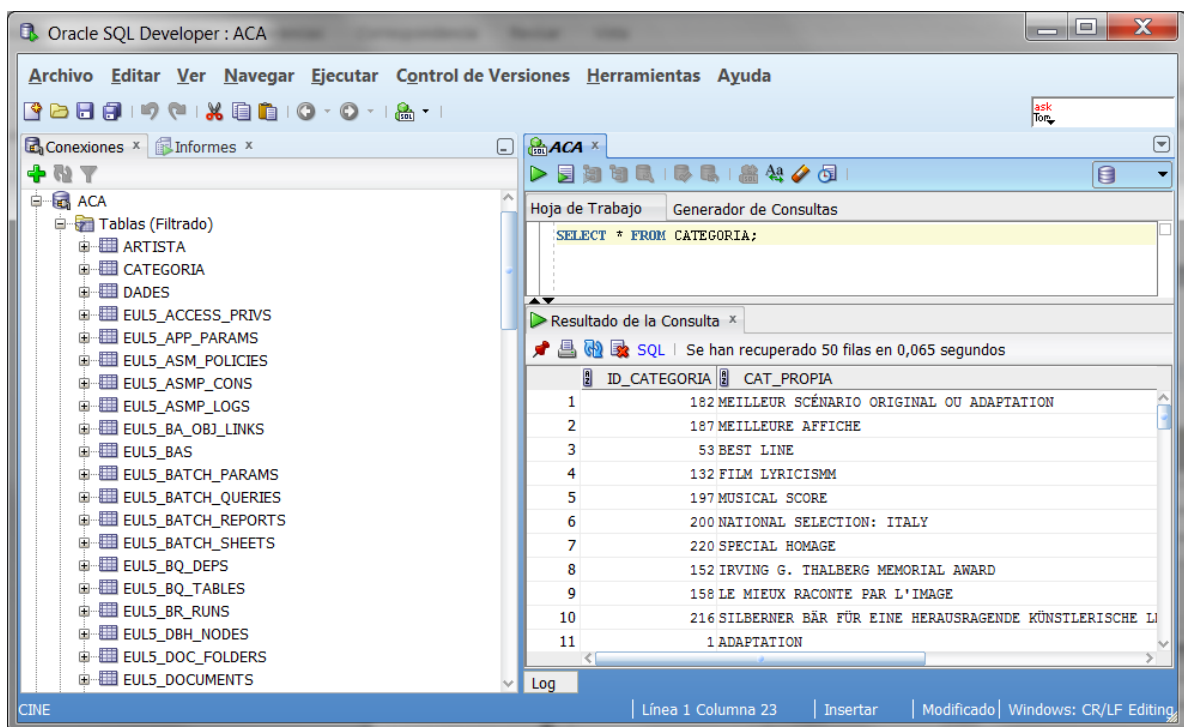 Oracle SQL Developer : ACA
Archivo Editar Ver Navegar Ejecutar Control de Versiones Herramientas Ayuda
SQL
ask
Tom
Conexiones x Informes x
ACA
Tablas (Filtrado)
ARTISTA
CATEGORIA
DADES
EUL5_ACCESS_PRIVS
EUL5_APP_PARAMS
EUL5_ASM_POLICIES
EUL5_ASMP_CONS
EUL5_ASMP_LOGS
EUL5_BA_OBJ_LINKS
EUL5_BAS
EUL5_BATCH_PARAMS
EUL5_BATCH_QUERIES
EUL5_BATCH_REPORTS
EUL5_BATCH_SHEETS
EUL5_BQ_DEPS
EUL5_BQ_TABLES
EUL5_BR_RUNS
EUL5_DBH_NODES
EUL5_DOC_FOLDERS
EUL5_DOCUMENTS
ACA x
Hoja de Trabajo Generador de Consultas
SELECT * FROM CATEGORIA;
Resultado de la Consulta x
SQL | Se han recuperado 50 filas en 0,065 segundos
ID_CATEGORIA CAT_PROPIA
1 182 MEILLEUR SCÉNARIO ORIGINAL OU ADAPTATION
2 187 MEILLEURE AFFICHE
3 53 BEST LINE
4 132 FILM LYRICISMM
5 197 MUSICAL SCORE
6 200 NATIONAL SELECTION: ITALY
7 220 SPECIAL HOMAGE
8 152 IRVING G. THALBERG MEMORIAL AWARD
9 158 LE MIEUX RACONTE PAR L'IMAGE
10 216 SILBERNER BÄR FÜR EINE HERAUSRAGENDE KÜNSTLERISCHE
11 1 ADAPTATION
Log
CINE
Línea 1 Columna 23 | Insertar | Modificado | Windows: CR/LF Editing